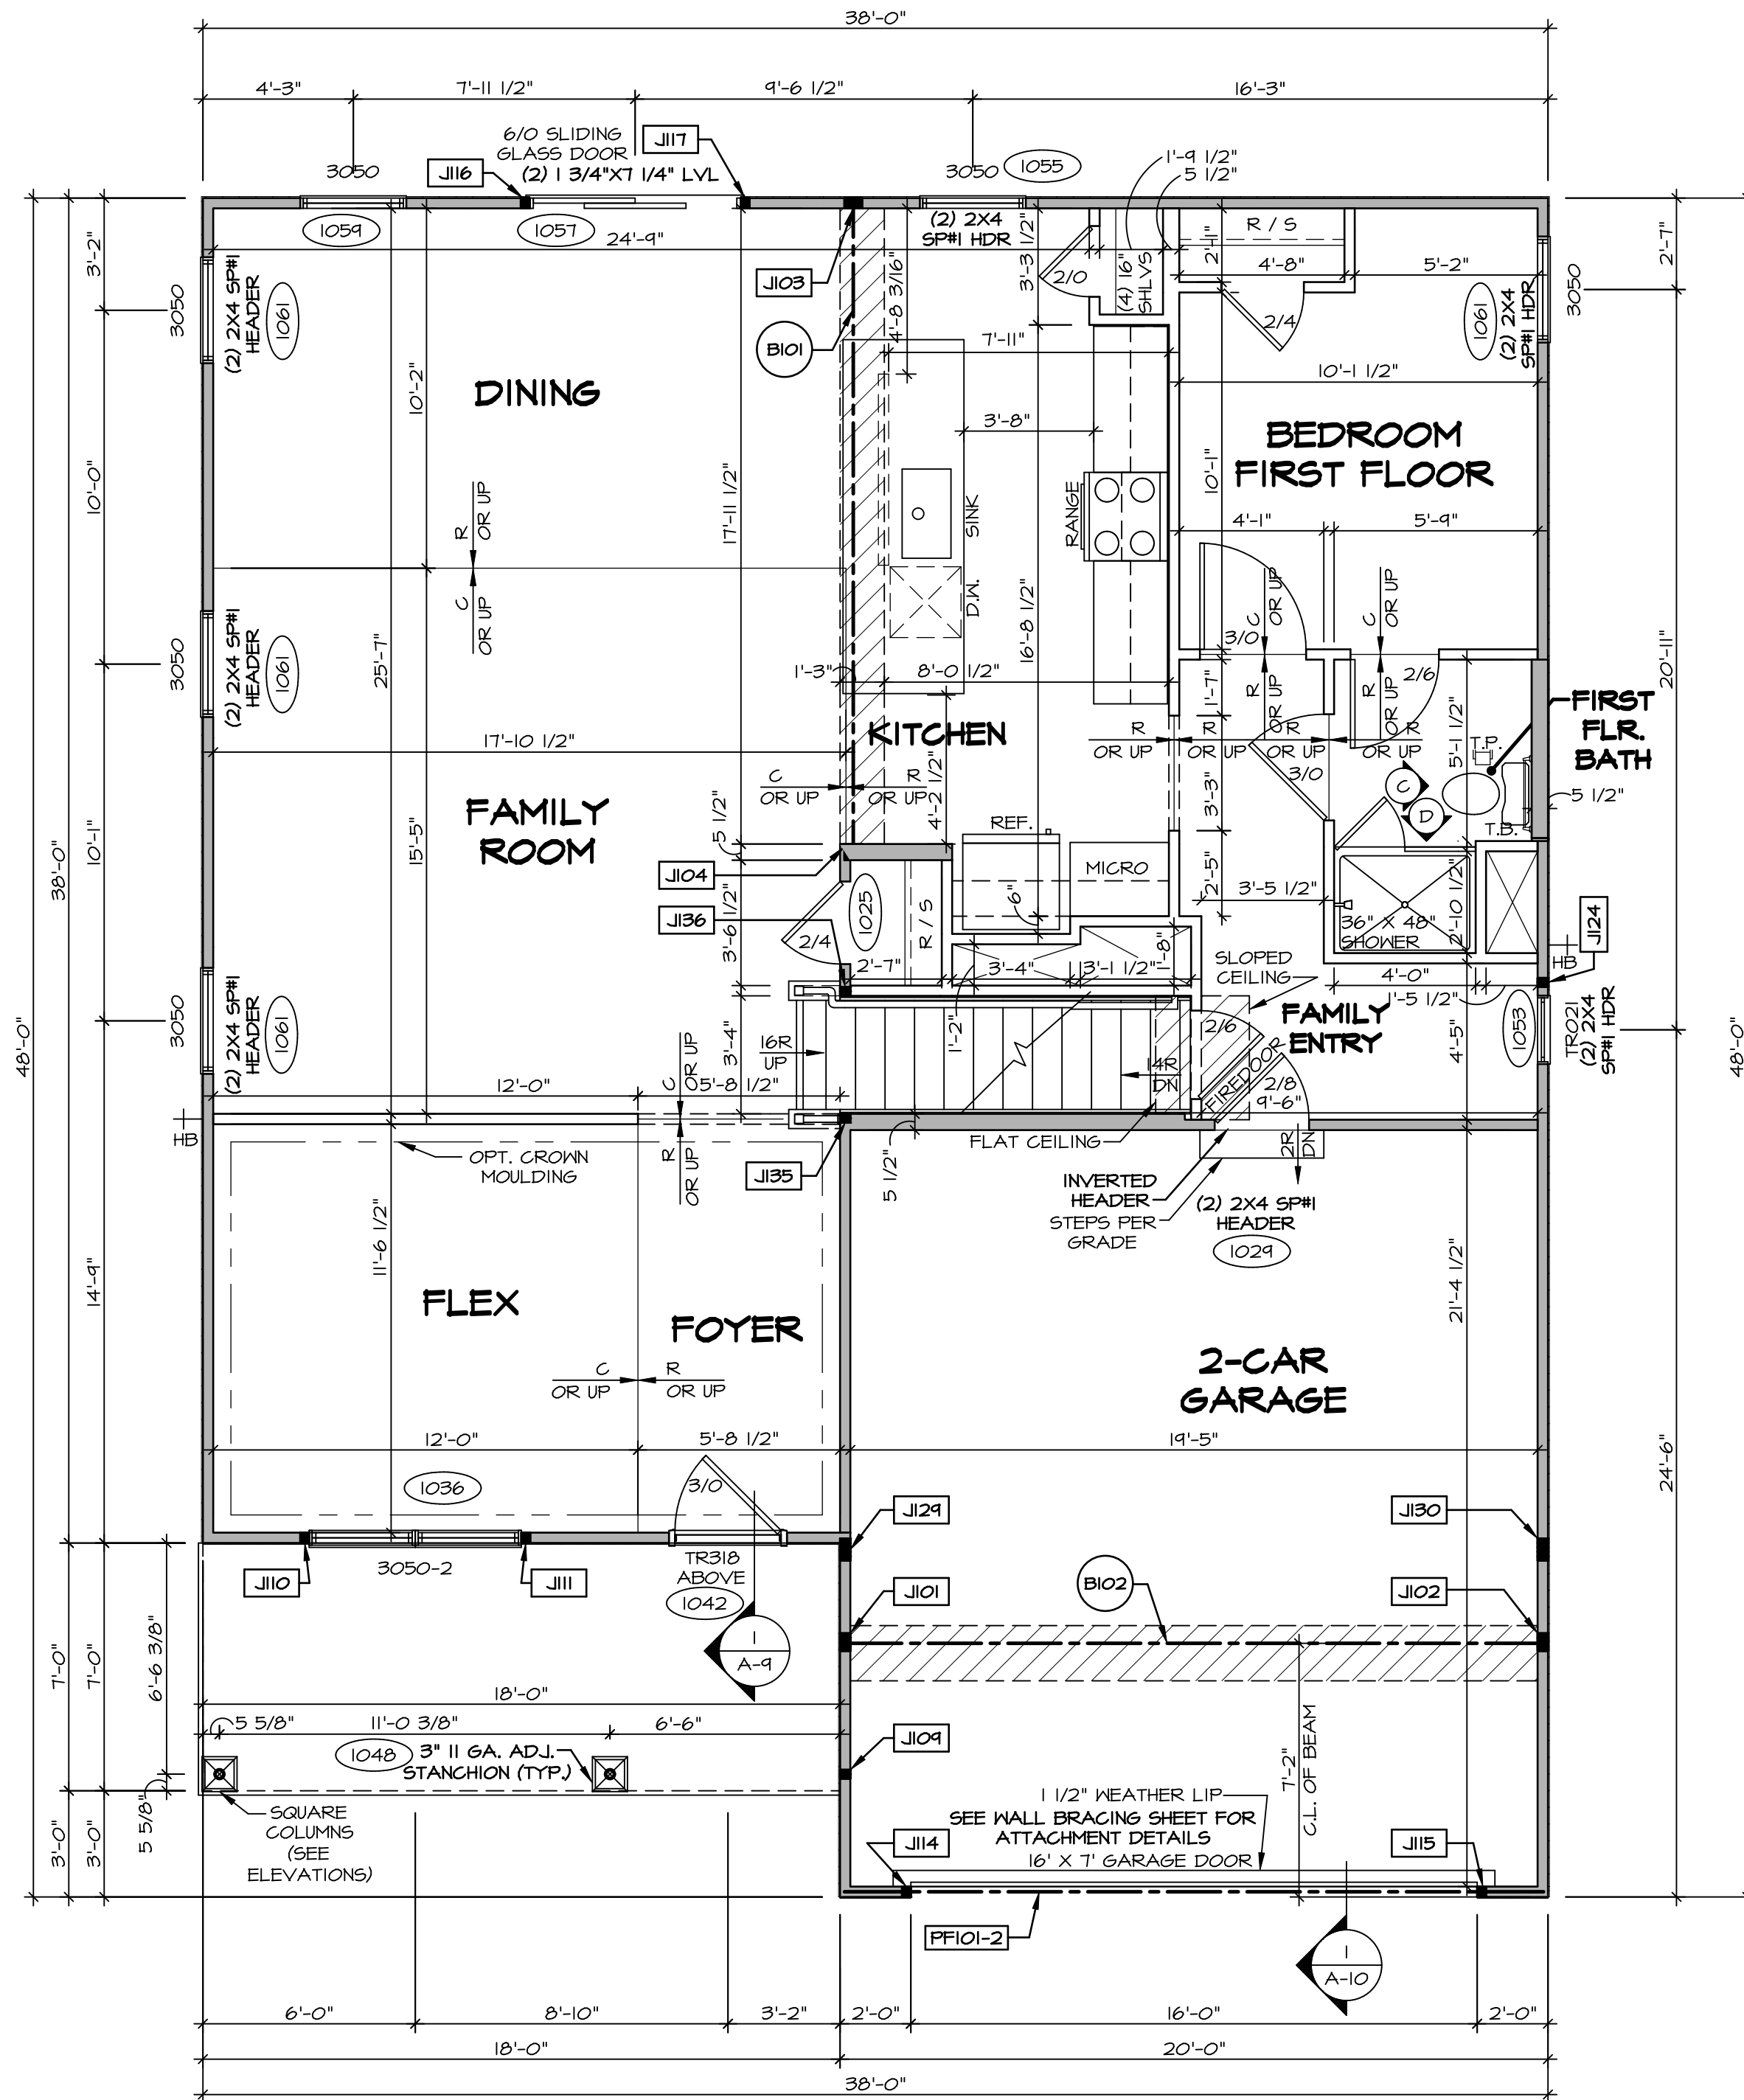 38'-0"
4'-3"
7'-11 1/2"
9'-6 1/2"
16'-3"
6/0 SLIDING
GLASS DOOR
(2) 1 3/4"X7 1/4" LVL
J117
J116
3050
3050
1055
1'-9 1/2"
5 1/2"
1059
1057
24'-9"
(2) 2X4
SP#1 HDR
3'-3 1/2"
2/0
(4) 16"
SHLVS
2'-1"
R / S
4'-8"
5'-2"
2/4
3050
1061
(2) 2X4
SP#1 HDR
2'-7"
3'-2"
3050
(2) 2X4 SP#1
HEADER
1061
J103
B101
4'-8 3/16"
7'-11"
10'-1 1/2"
DINING
10'-2"
3'-8"
BEDROOM
FIRST FLOOR
10'-0"
R
OR UP
C
OR UP
17'-11 1/2"
SINK
RANGE
10'-1"
D.W.
4'-1"
5'-9"
16'-8 1/2"
C
OR UP
C
OR UP
3/0
25'-7"
3050
(2) 2X4 SP#1
HEADER
1061
1'-3"
8'-0 1/2"
1'-7"
R
OR UP
R
OR UP
2/6
5'-1 1/2"
20'-11"
FIRST
FLR.
BATH
17'-10 1/2"
KITCHEN
R
OR UP
R
OR UP
R
OR UP
T.P.
3/0
C
D
5 1/2"
T.B.
C
OR UP
R
OR UP
4'-2 1/2"
3'-3"
FAMILY
ROOM
15'-5"
5 1/2"
REF.
MICRO
38'-0"
10'-1"
J104
J136
1025
R / S
2/4
3'-6 1/2"
6"
2'-5"
3'-5 1/2"
36" X 48"
SHOWER
2'-10 1/2"
J124
HB
2'-7"
3'-4"
3'-1 1/2"
1'-8"
SLOPED
CEILING
4'-0"
1'-5 1/2"
48'-0"
3050
(2) 2X4 SP#1
HEADER
1061
16R
UP
3'-4"
1'-2"
14R
DN
2/6
FIREDOOR
2/8
FAMILY
ENTRY
4'-5"
1053
TR021
(2) 2X4
SP#1 HDR
48'-0"
12'-0"
C
OR UP
5'-8 1/2"
9'-6"
HB
OPT. CROWN
MOULDING
R
OR UP
J135
5 1/2"
FLAT CEILING
2R
DN
INVERTED
HEADER
STEPS PER
GRADE
(2) 2X4 SP#1
HEADER
1029
14'-9"
11'-6 1/2"
21'-4 1/2"
FLEX
FOYER
2-CAR
GARAGE
C
OR UP
R
OR UP
12'-0"
5'-8 1/2"
19'-5"
24'-6"
1036
3/0
J129
J130
3050-2
J110
J111
TR318
ABOVE
1042
J101
B102
J102
1
A-9
7'-0"
7'-0"
6'-6 3/8"
18'-0"
5 5/8"
11'-0 3/8"
6'-6"
1048
3" 11 GA. ADJ.
STANCHION (TYP.)
J109
7'-2"
C.L. OF BEAM
5 5/8"
3'-0"
3'-0"
SQUARE
COLUMNS
(SEE
ELEVATIONS)
1 1/2" WEATHER LIP
SEE WALL BRACING SHEET FOR
ATTACHMENT DETAILS
16' X 7' GARAGE DOOR
J114
J115
PF101-2
1
A-10
6'-0"
8'-10"
3'-2"
2'-0"
16'-0"
2'-0"
18'-0"
20'-0"
38'-0"